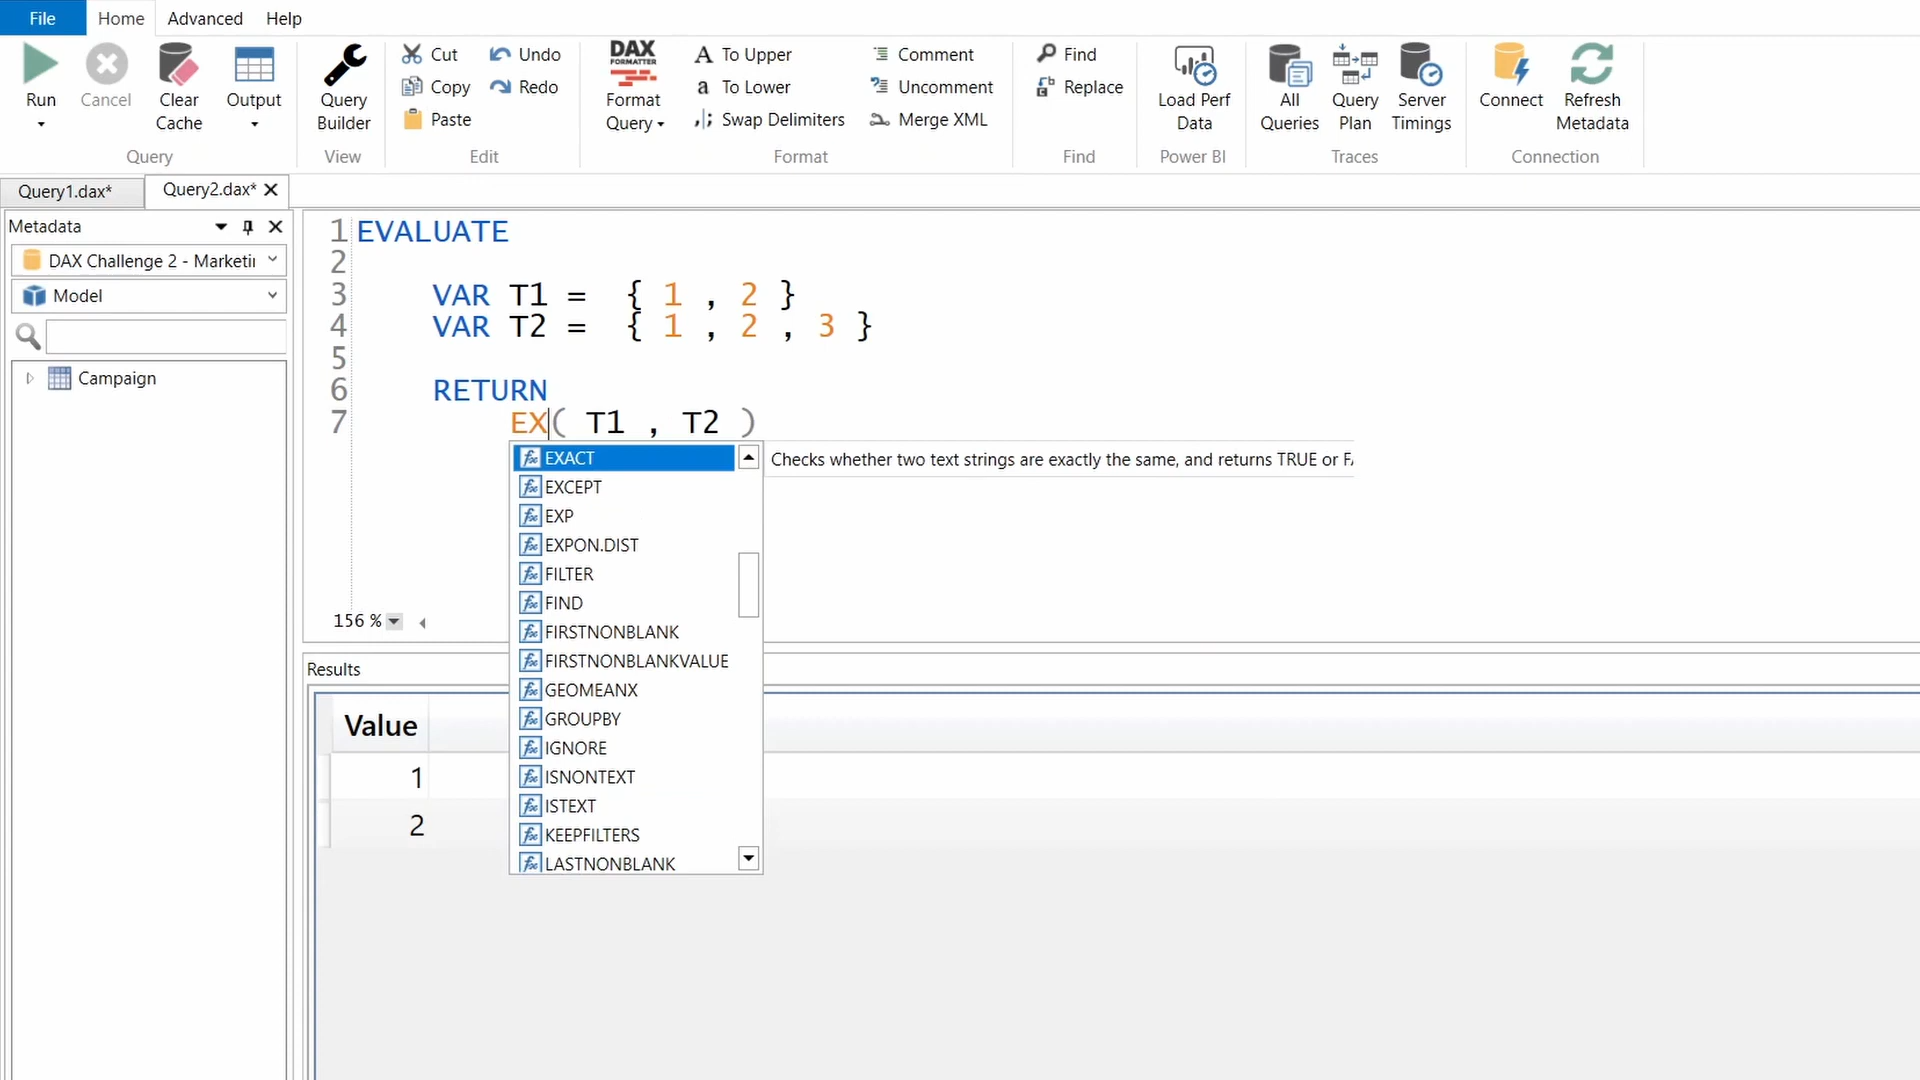 File Home Advanced Help
Run Cancel Clear Cache Output
Query
Query Builder
View
Cut Copy Paste Undo Redo
Edit
DAX FORMATTER
Format Query
To Upper
To Lower
Swap Delimiters
Comment
Uncomment
Merge XML
Format
Find
Replace
Find
Load Perf Data
Power BI
All Queries Query Plan Server Timings
Traces
Connect Refresh Metadata
Connection
Query1.dax* Query2.dax*
Metadata
DAX Challenge 2 - Marketin
Model
Campaign
1 EVALUATE
2
3 VAR T1 = { 1 , 2 }
4 VAR T2 = { 1 , 2 , 3 }
5
6 RETURN
7 EX( T1 , T2 )
EXACT
Checks whether two text strings are exactly the same, and returns TRUE or FA
EXCEPT
EXP
EXPON.DIST
FILTER
FIND
FIRSTNONBLANK
FIRSTNONBLANKVALUE
GEOMEANX
GROUPBY
IGNORE
ISNONTEXT
ISTEXT
KEEPFILTERS
LASTNONBLANK
156 %
Results
Value
1
2